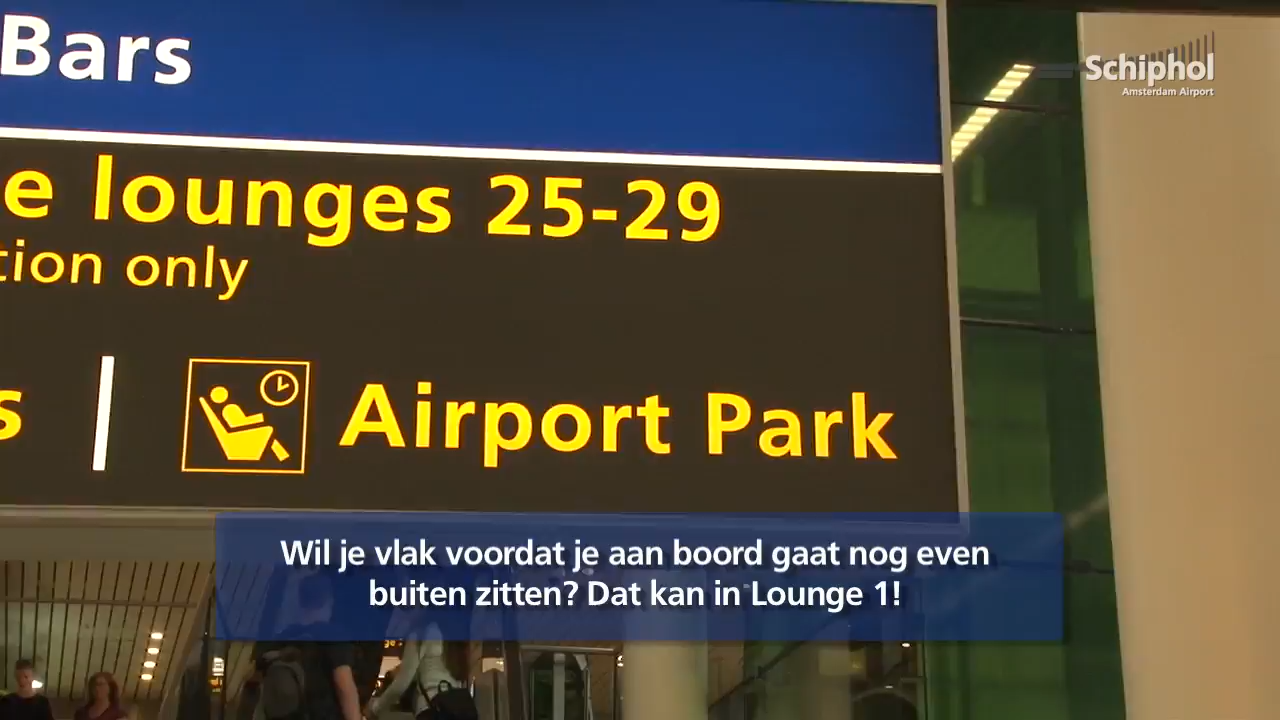 Bars
Schiphol
Amsterdam Airport
e lounges 25-29
tion only
s | Airport Park
Wil je vlak voordat je aan boord gaat nog even
buiten zitten? Dat kan in Lounge 1!